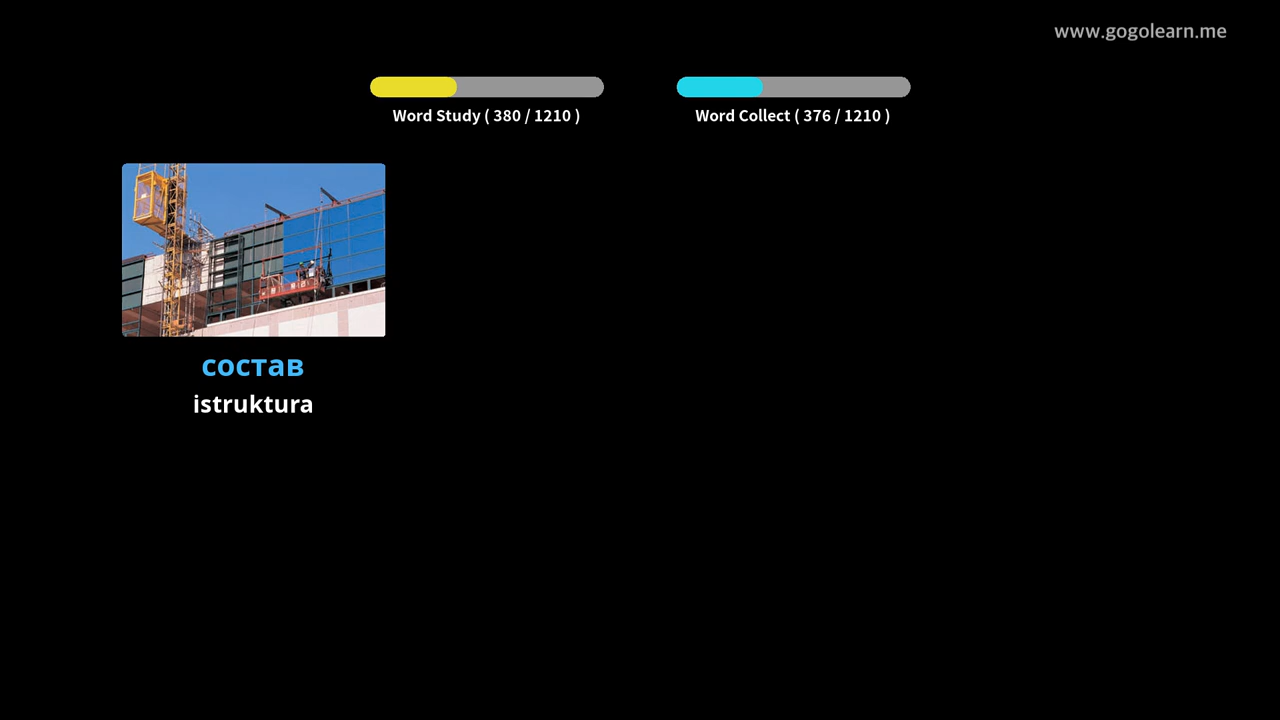 www.gogolearn.me
Word Study ( 380 / 1210 )
Word Collect ( 376 / 1210 )
состав
istruktura